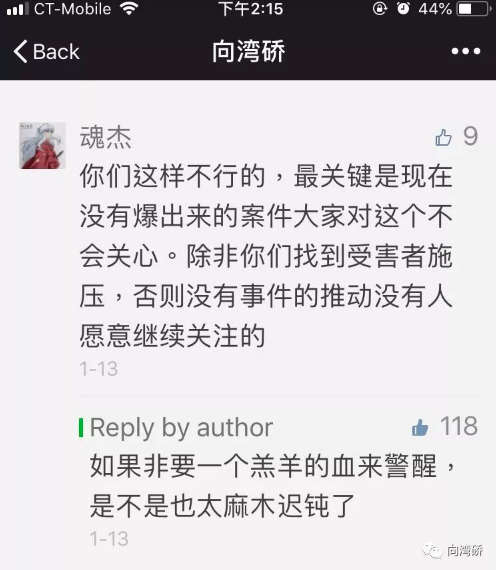 CT-Mobile 下午2:15 44%
Back 向湾硚
魂杰 9
你们这样不行的，最关键是现在
没有爆出来的案件大家对这个不
会关心。除非你们找到受害者施
压，否则没有事件的推动没有人
愿意继续关注的
1-13
Reply by author 118
如果非要一个羔羊的血来警醒，
是不是也太麻木迟钝了
1-13
向湾硚